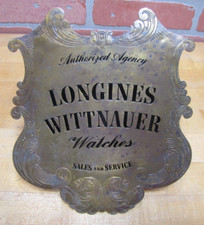 Authorized Agency
LONGINES
WITTNAUER
Watches
SALES AND SERVICE